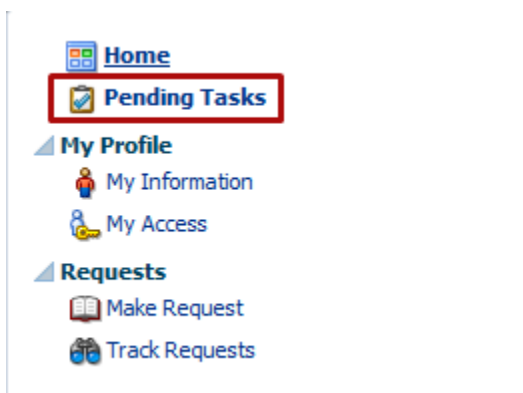 Home
Pending Tasks
My Profile
My Information
My Access
Requests
Make Request
Track Requests